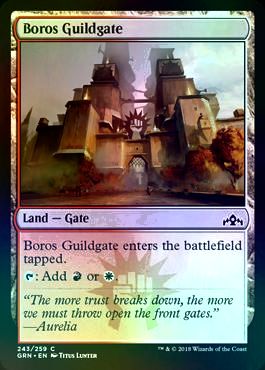 Boros Guildgate
Land — Gate
Boros Guildgate enters the battlefield
tapped.
: Add or .
“The more trust breaks down, the more
we must throw open the front gates.”
—Aurelia
243/259 C
GRN • EN Titus Lunter
™ & © 2018 Wizards of the Coast